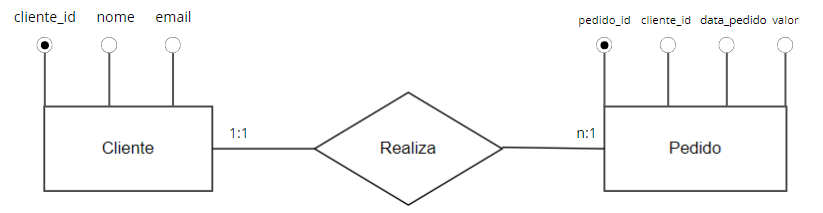 cliente_id nome email
pedido_id cliente_id data_pedido valor
1:1
n:1
Cliente
Realiza
Pedido